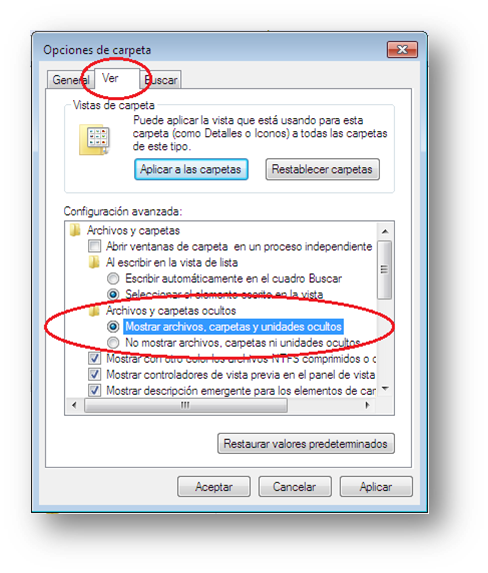 Opciones de carpeta
General Ver Buscar
Vistas de carpeta
Puede aplicar la vista que está usando para esta
carpeta (como Detalles o Iconos) a todas las carpetas
de este tipo.
Aplicar a las carpetas Restablecer carpetas
Configuración avanzada:
Archivos y carpetas
Abrir ventanas de carpeta en un proceso independiente
Al escribir en la vista de lista
Escribir automáticamente en el cuadro Buscar
Seleccionar el elemento escrito en la vista
Archivos y carpetas ocultos
Mostrar archivos, carpetas y unidades ocultos
No mostrar archivos, carpetas ni unidades ocultos
Mostrar con otro color los archivos NTFS comprimidos o c
Mostrar controladores de vista previa en el panel de vista
Mostrar descripción emergente para los elementos de car
Restaurar valores predeterminados
Aceptar Cancelar Aplicar